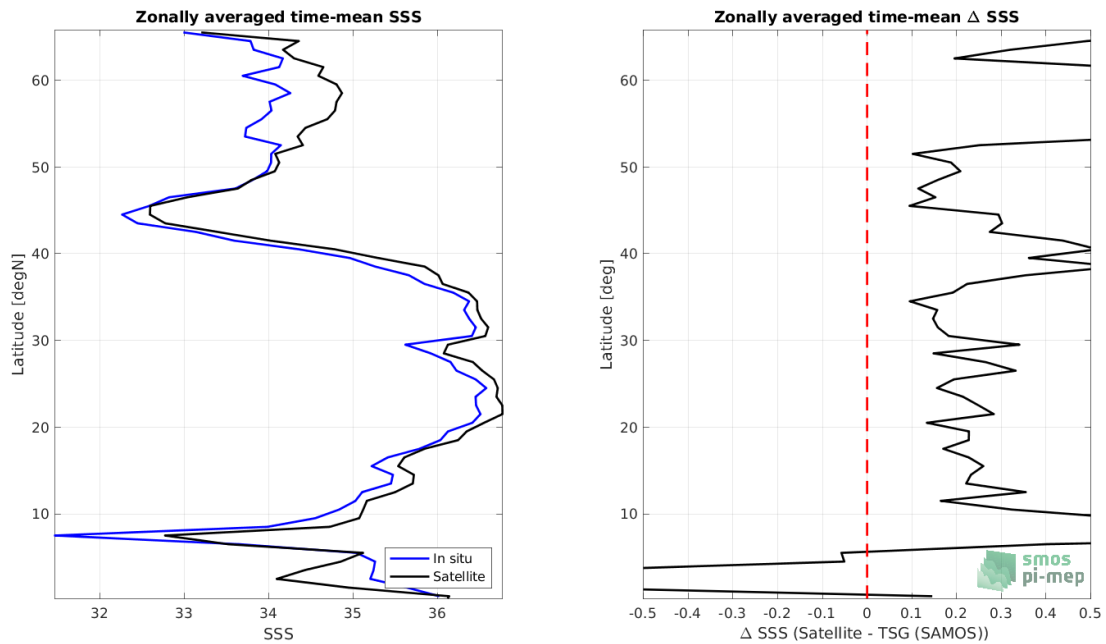 Zonally averaged time-mean SSS
60
50
40
30
20
10
Latitude [degN]
32
33
34
35
36
SSS
In situ
Satellite
Zonally averaged time-mean Δ SSS
60
50
40
30
20
10
Latitude [deg]
-0.5
-0.4
-0.3
-0.2
-0.1
0
0.1
0.2
0.3
0.4
0.5
Δ SSS (Satellite - TSG (SAMOS))
smos
pi-mep